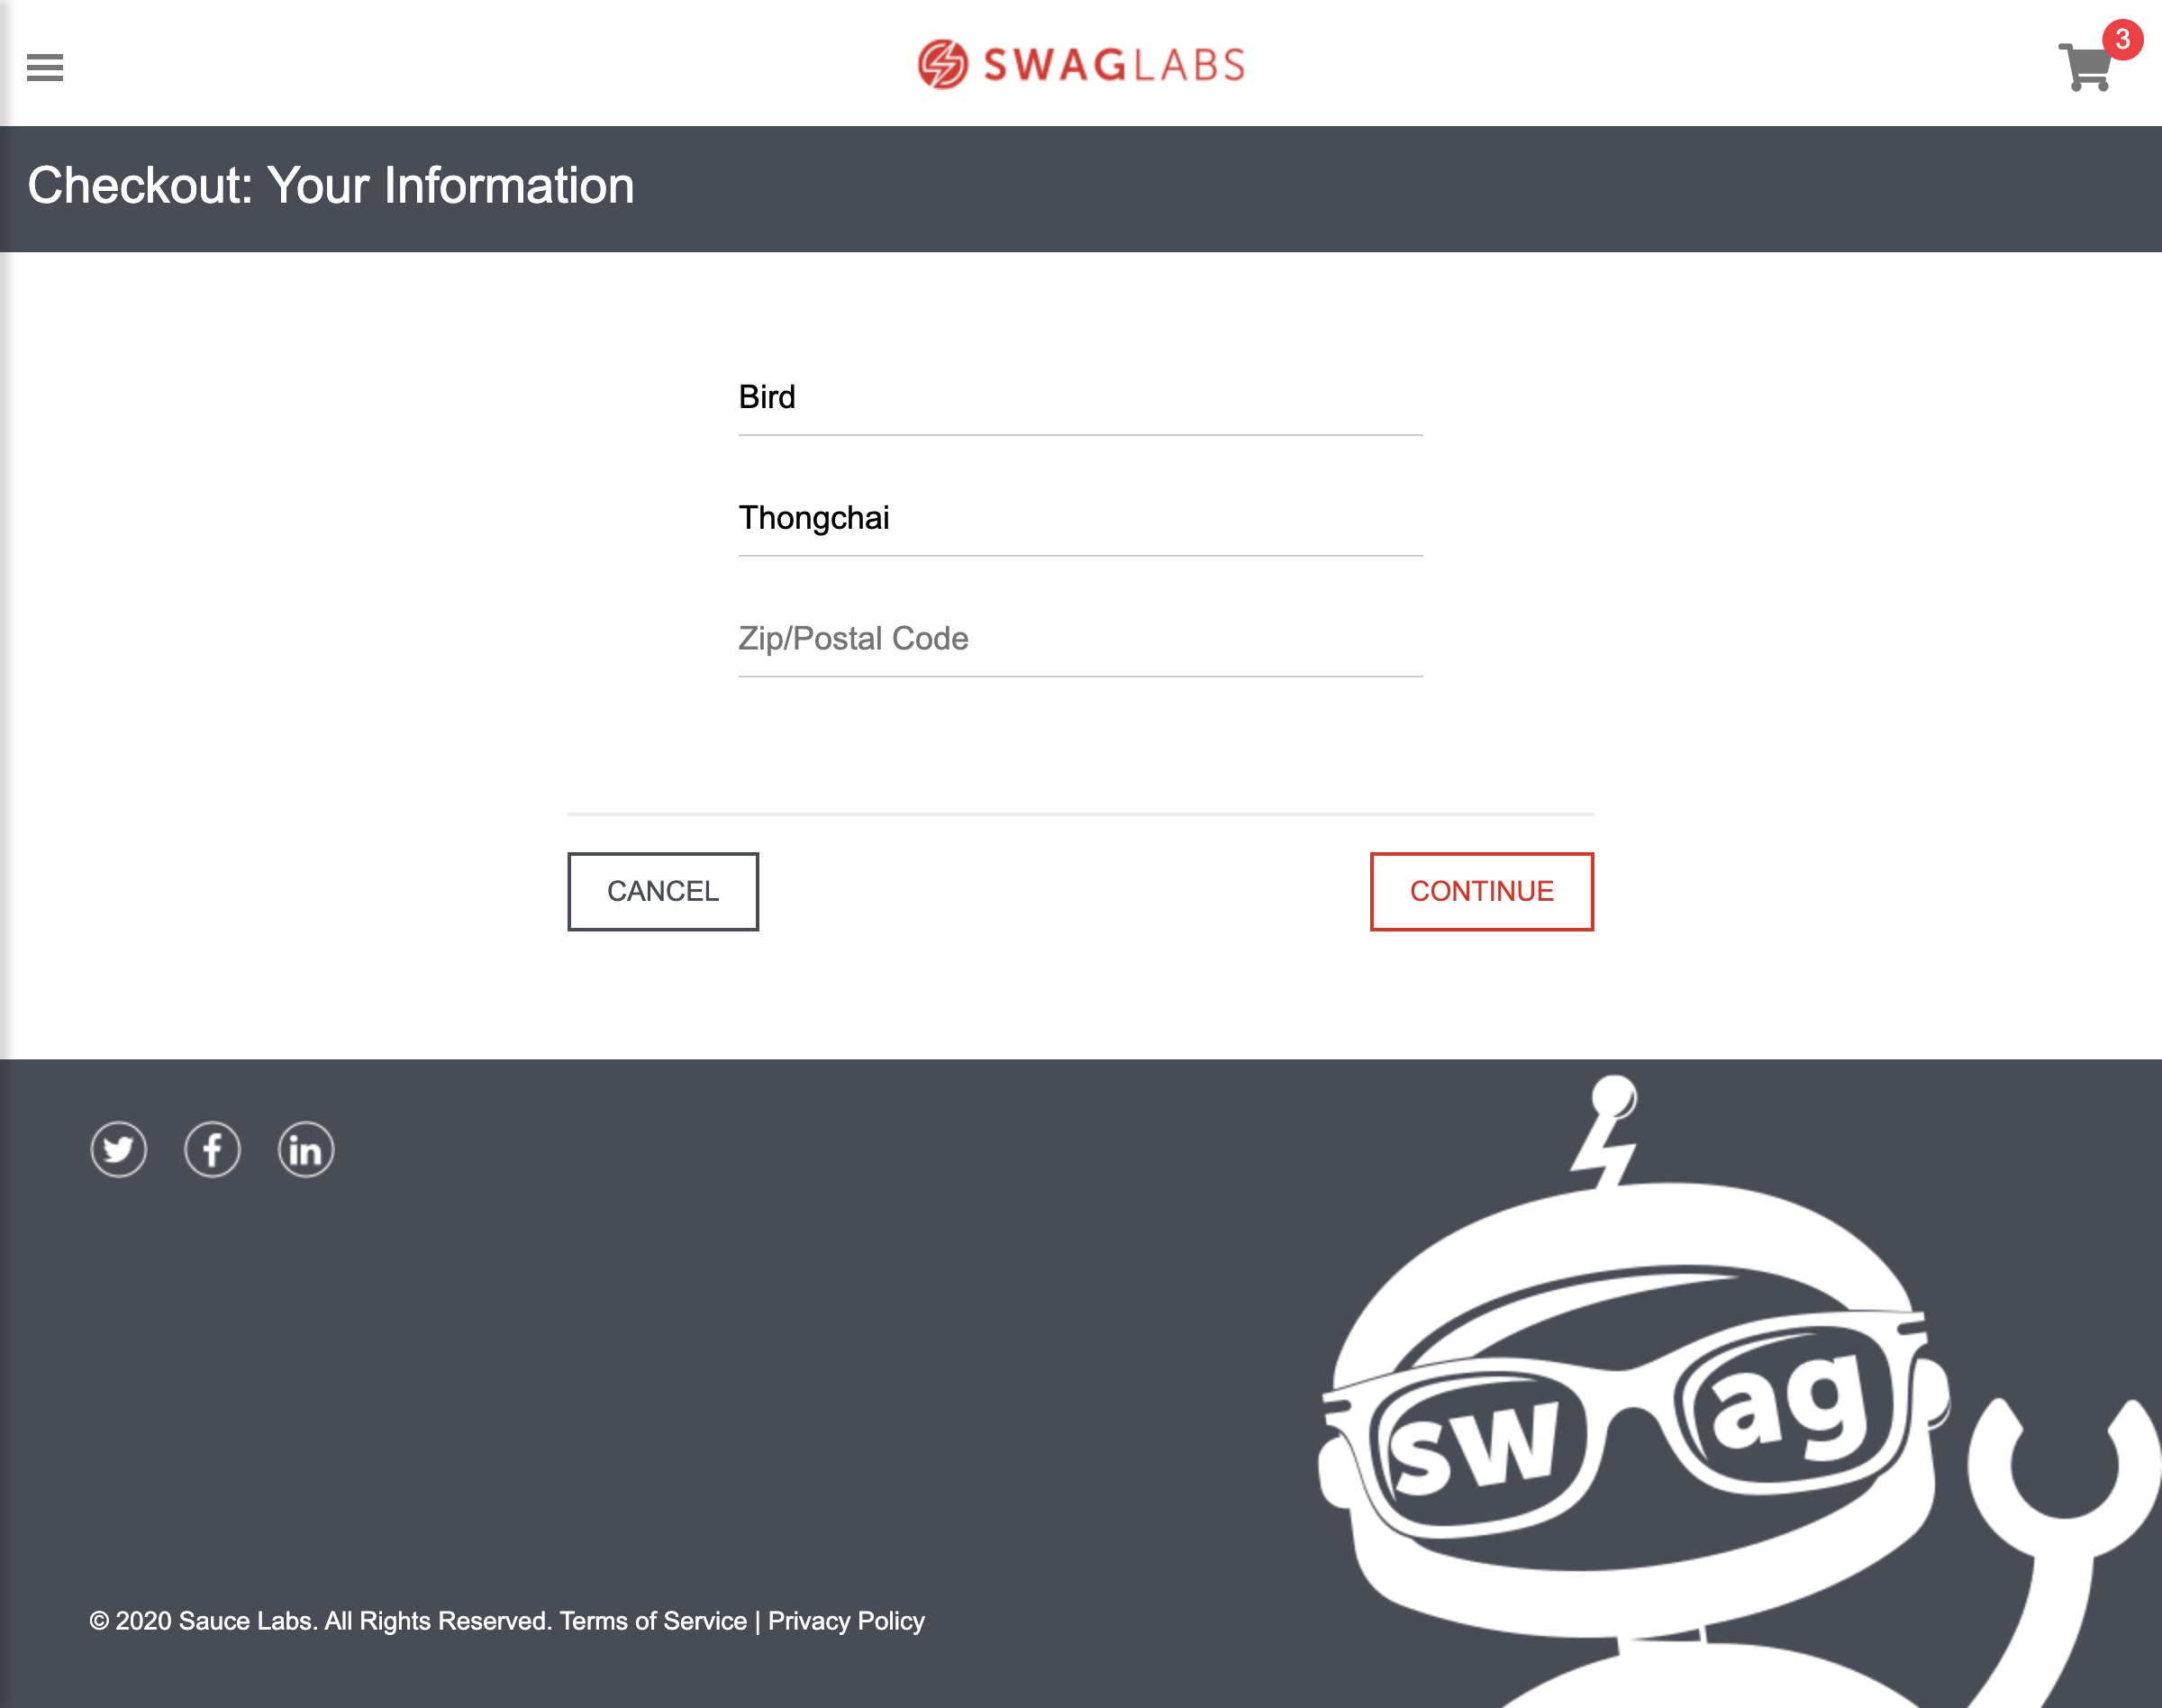 SWAGLABS
3
Checkout: Your Information
Bird
Thongchai
Zip/Postal Code
CANCEL
CONTINUE
in
sw ag
© 2020 Sauce Labs. All Rights Reserved. Terms of Service | Privacy Policy